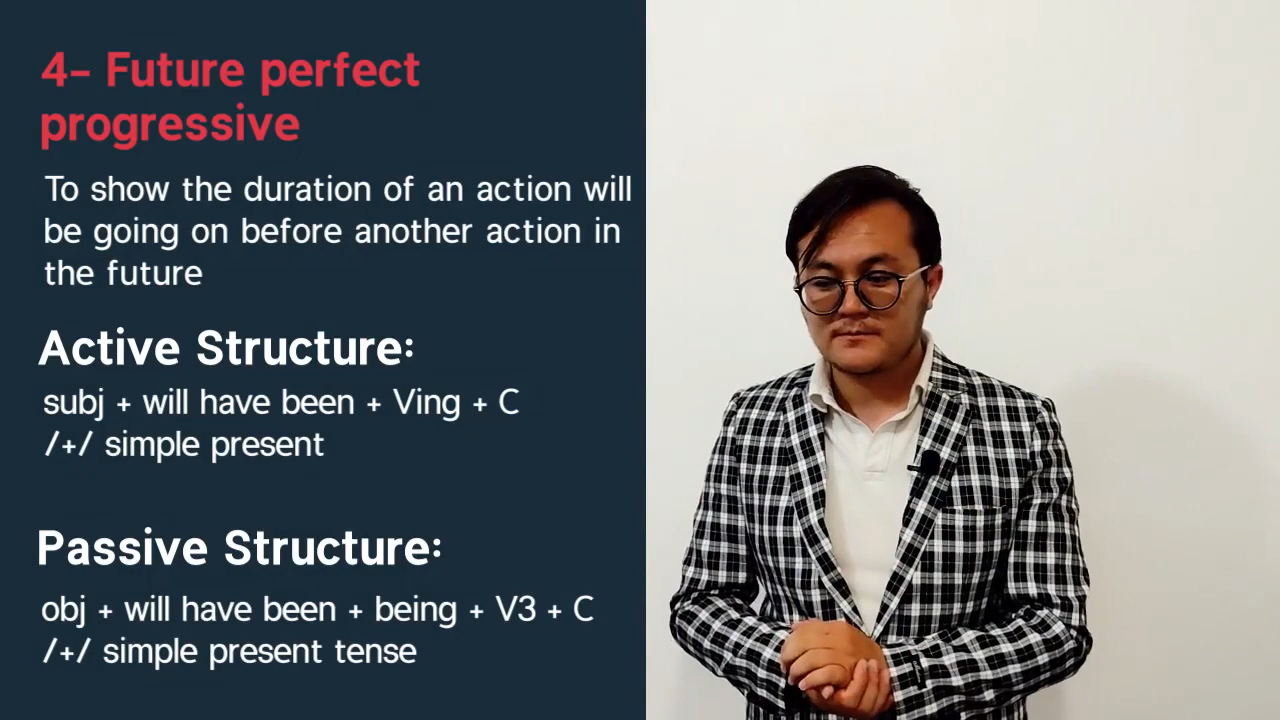 4- Future perfect
progressive
To show the duration of an action will
be going on before another action in
the future
Active Structure:
subj + will have been + Ving + C
/+/ simple present
Passive Structure:
obj + will have been + being + V3 + C
/+/ simple present tense